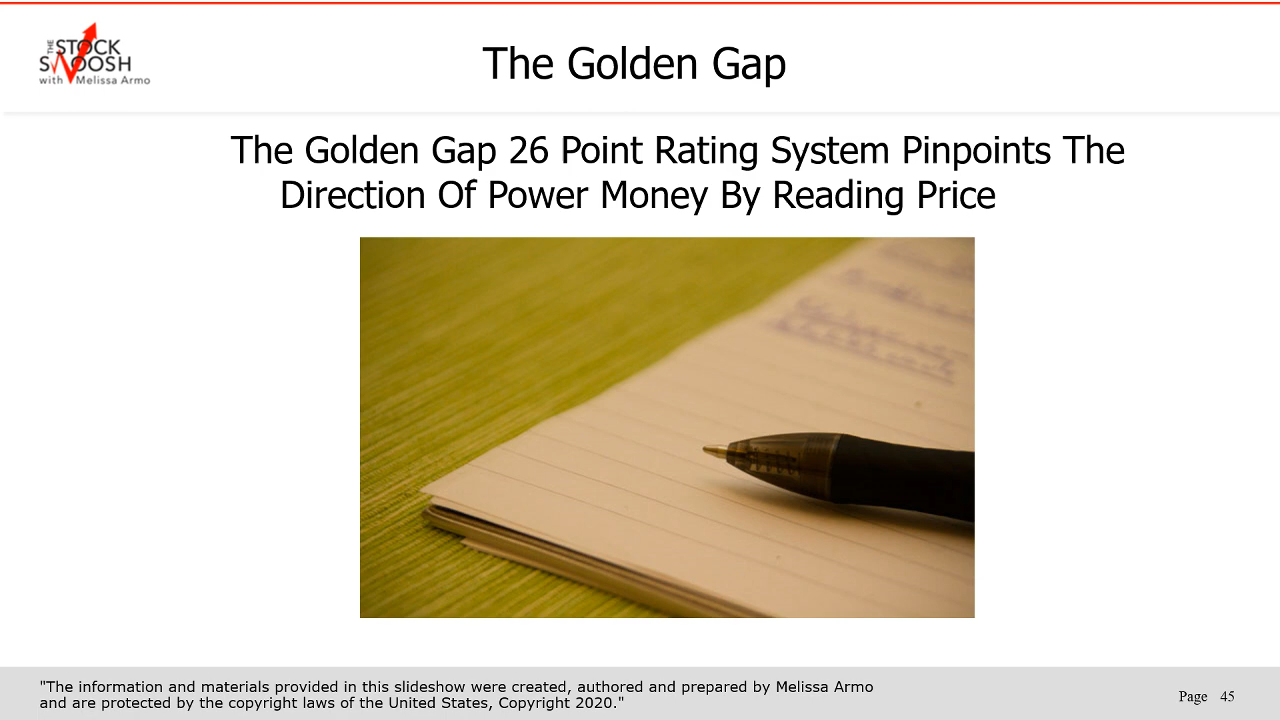 THE STOCK
SWOOSH
with Melissa Armo
The Golden Gap
The Golden Gap 26 Point Rating System Pinpoints The
Direction Of Power Money By Reading Price
"The information and materials provided in this slideshow were created, authored and prepared by Melissa Armo
and are protected by the copyright laws of the United States, Copyright 2020."
Page 45